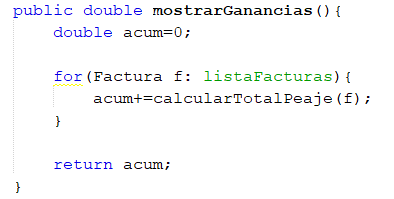 public double mostrarGanancias(){
    double acum=0;

    for(Factura f: listaFacturas){
        acum+=calcularTotalPeaje(f);
    }

    return acum;
}